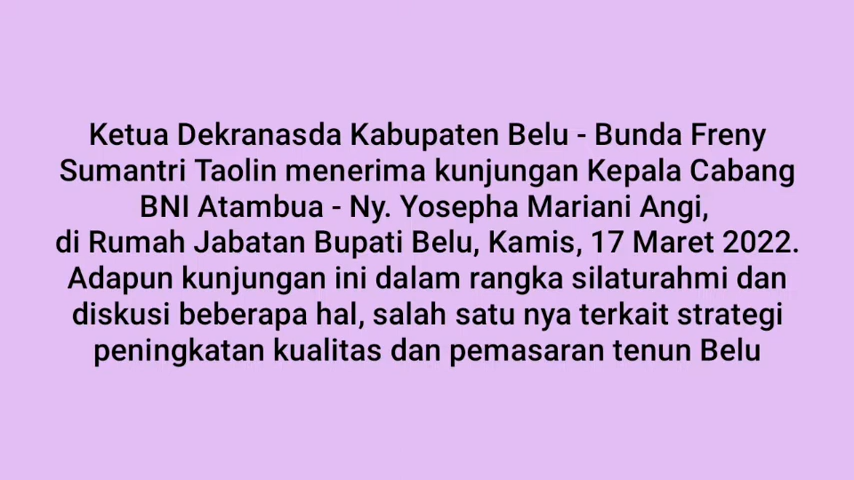 Ketua Dekranasda Kabupaten Belu - Bunda Freny
Sumantri Taolin menerima kunjungan Kepala Cabang
BNI Atambua - Ny. Yosepha Mariani Angi,
di Rumah Jabatan Bupati Belu, Kamis, 17 Maret 2022.
Adapun kunjungan ini dalam rangka silaturahmi dan
diskusi beberapa hal, salah satu nya terkait strategi
peningkatan kualitas dan pemasaran tenun Belu